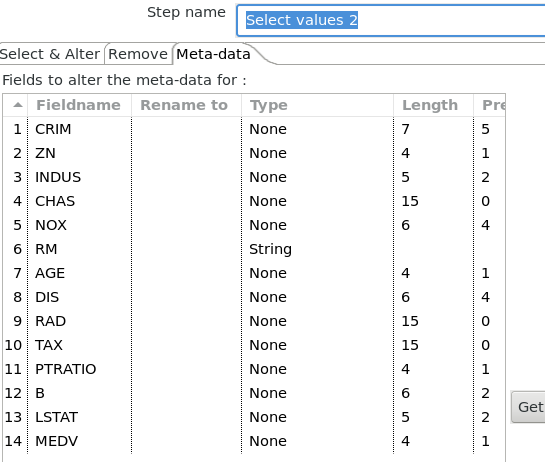 Step name Select values 2
Select & Alter Remove Meta-data
Fields to alter the meta-data for :
Fieldname Rename to Type Length Pre
1 CRIM None 7 5
2 ZN None 4 1
3 INDUS None 5 2
4 CHAS None 15 0
5 NOX None 6 4
6 RM String
7 AGE None 4 1
8 DIS None 6 4
9 RAD None 15 0
10 TAX None 15 0
11 PTRATIO None 4 1
12 B None 6 2
Get
13 LSTAT None 5 2
14 MEDV None 4 1